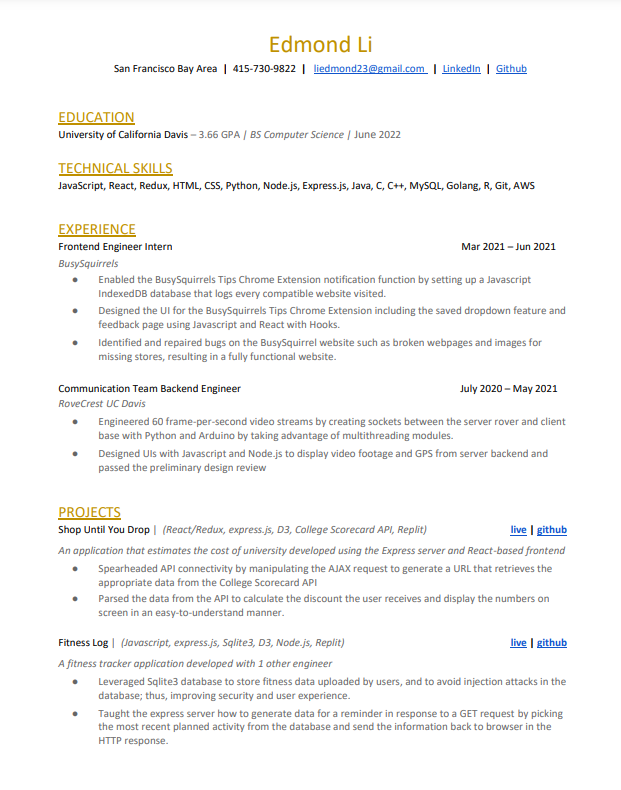 Edmond Li
San Francisco Bay Area | 415-730-9822 | liedmond23@gmail.com | LinkedIn | Github
EDUCATION
University of California Davis – 3.66 GPA | BS Computer Science | June 2022
TECHNICAL SKILLS
JavaScript, React, Redux, HTML, CSS, Python, Node.js, Express.js, Java, C, C++, MySQL, Golang, R, Git, AWS
EXPERIENCE
Frontend Engineer Intern Mar 2021 – Jun 2021
BusySquirrels
● Enabled the BusySquirrels Tips Chrome Extension notification function by setting up a Javascript
IndexedDB database that logs every compatible website visited.
● Designed the UI for the BusySquirrels Tips Chrome Extension including the saved dropdown feature and
feedback page using Javascript and React with Hooks.
● Identified and repaired bugs on the BusySquirrel website such as broken webpages and images for
missing stores, resulting in a fully functional website.
Communication Team Backend Engineer July 2020 – May 2021
RoveCrest UC Davis
● Engineered 60 frame-per-second video streams by creating sockets between the server rover and client
base with Python and Arduino by taking advantage of multithreading modules.
● Designed UIs with Javascript and Node.js to display video footage and GPS from server backend and
passed the preliminary design review
PROJECTS
Shop Until You Drop | (React/Redux, express.js, D3, College Scorecard API, Replit) live | github
An application that estimates the cost of university developed using the Express server and React-based frontend
● Spearheaded API connectivity by manipulating the AJAX request to generate a URL that retrieves the
appropriate data from the College Scorecard API
● Parsed the data from the API to calculate the discount the user receives and display the numbers on
screen in an easy-to-understand manner.
Fitness Log | (Javascript, express.js, Sqlite3, D3, Node.js, Replit) live | github
A fitness tracker application developed with 1 other engineer
● Leveraged Sqlite3 database to store fitness data uploaded by users, and to avoid injection attacks in the
database; thus, improving security and user experience.
● Taught the express server how to generate data for a reminder in response to a GET request by picking
the most recent planned activity from the database and send the information back to browser in the
HTTP response.